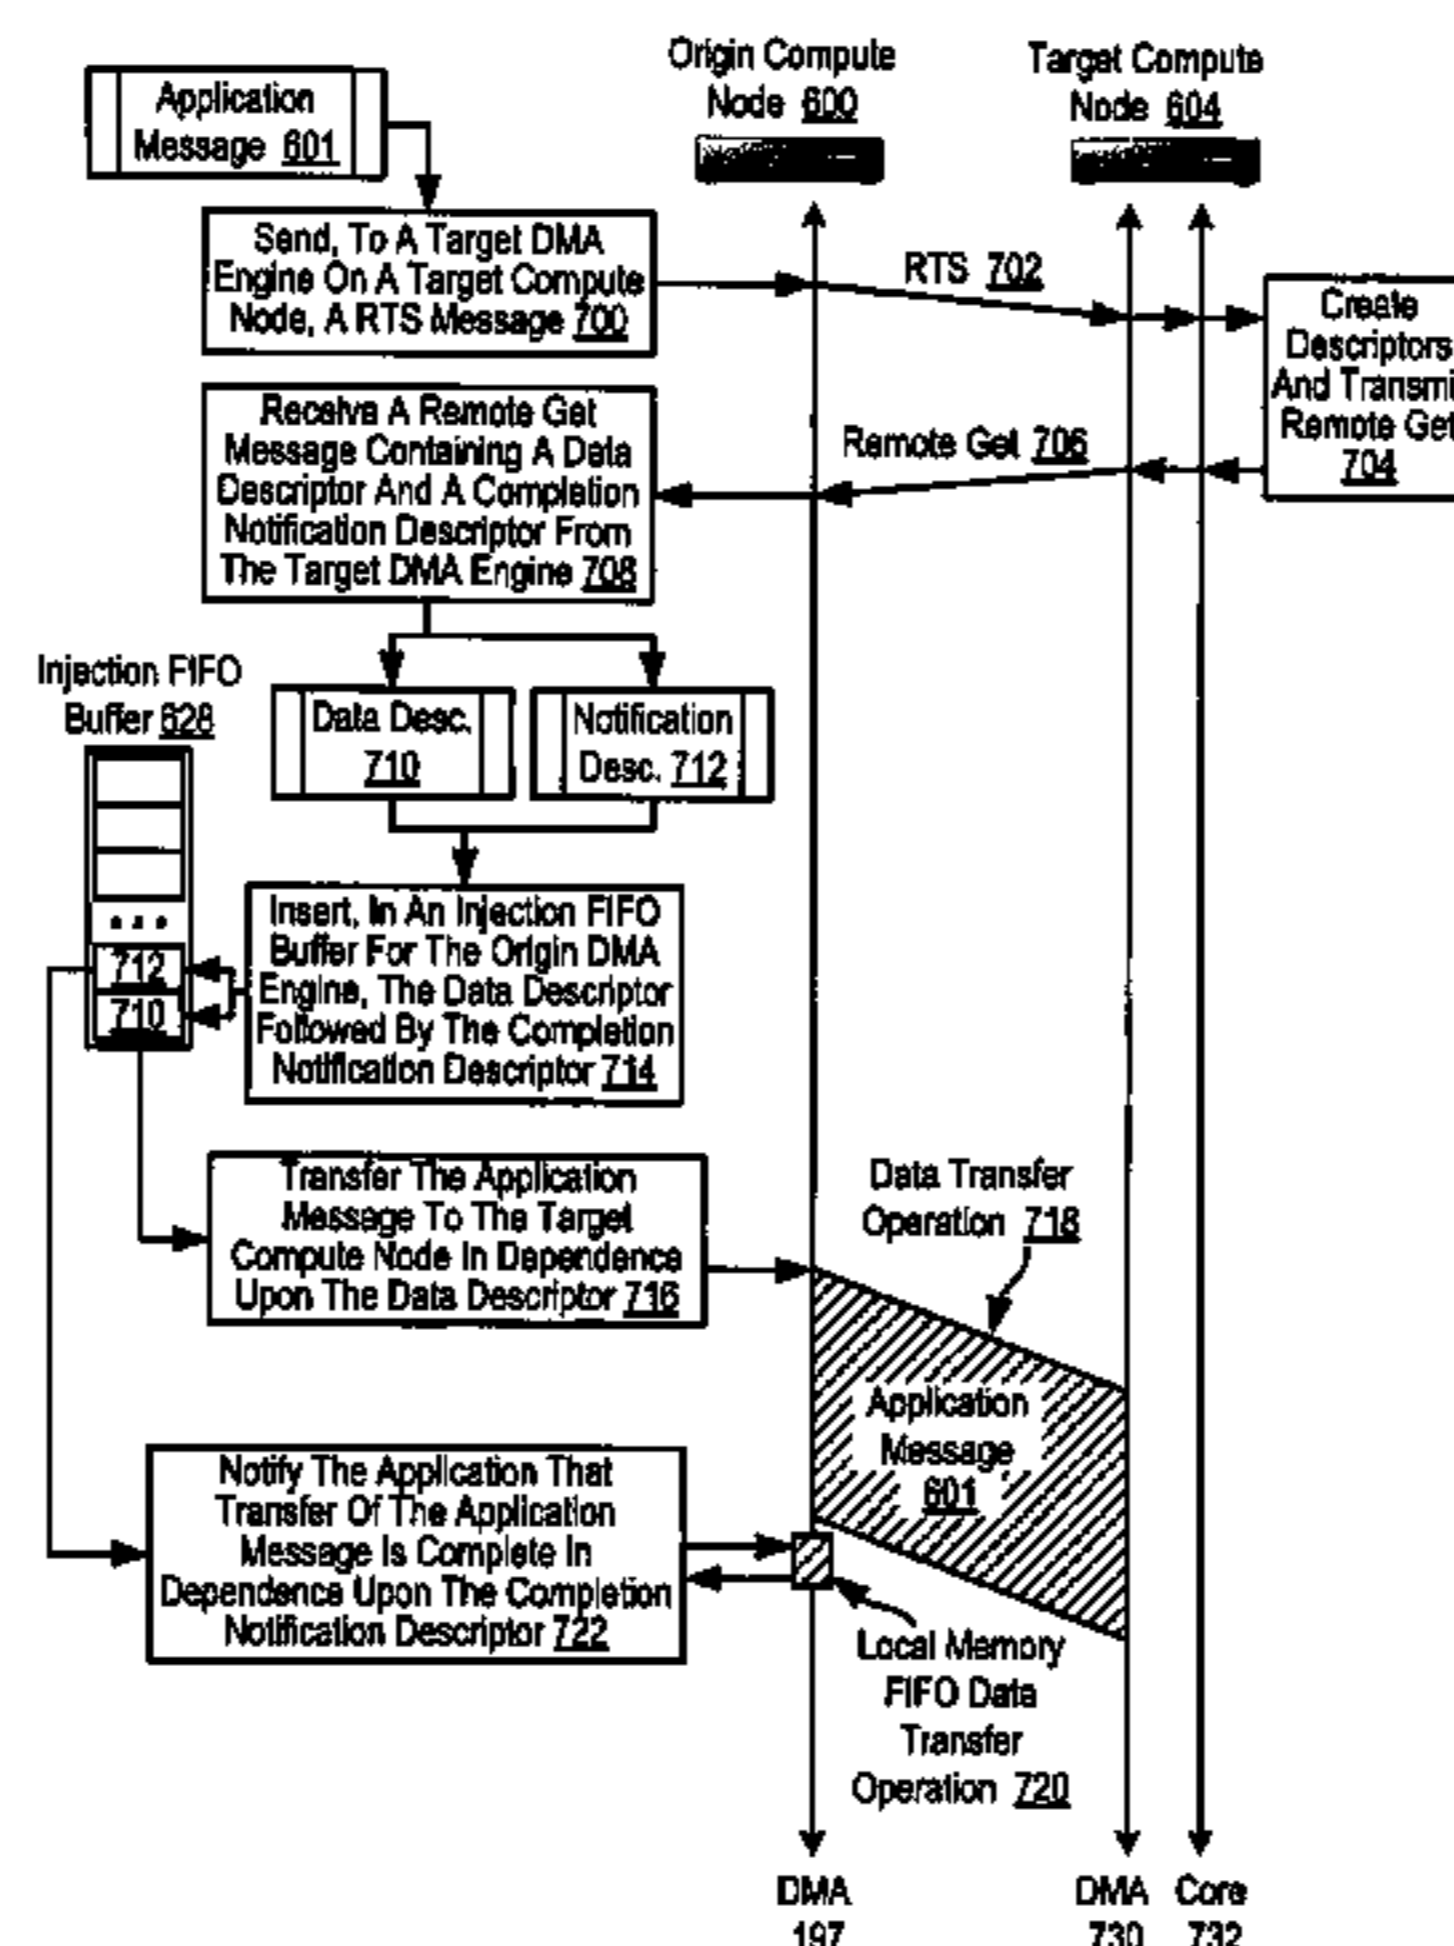 Origin Compute
Node 600
Target Compute
Node 604
Application
Message 601
Send, To A Target DMA
Engine On A Target Compute
Node, A RTS Message 700
RTS 702
Create
Descriptors
And Transmi
Remote Get
704
Receive A Remote Get
Message Containing A Data
Descriptor And A Completion
Notification Descriptor From
The Target DMA Engine 708
Remote Get 706
Injection FIFO
Buffer 628
Data Desc.
710
Notification
Desc. 712
712
710
Insert, In An Injection FIFO
Buffer For The Origin DMA
Engine, The Data Descriptor
Followed By The Completion
Notification Descriptor 714
Transfer The Application
Message To The Target
Compute Node In Dependence
Upon The Data Descriptor 716
Data Transfer
Operation 718
Application
Message
601
Notify The Application That
Transfer Of The Application
Message Is Complete In
Dependence Upon The Completion
Notification Descriptor 722
Local Memory
FIFO Data
Transfer
Operation 720
DMA
197
DMA
730
Core
732